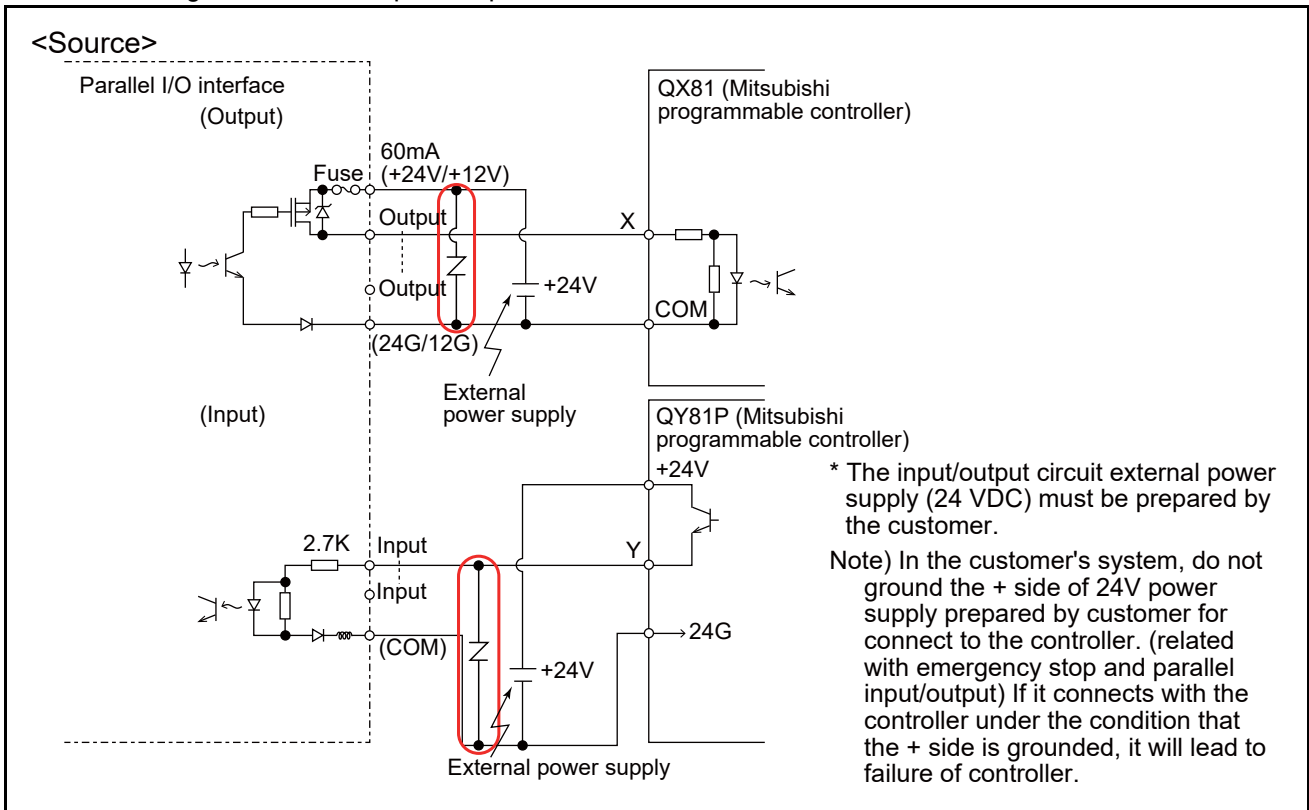 <Source>
Parallel I/O interface
(Output)
QX81 (Mitsubishi
programmable controller)
60mA
Fuse
(+24V/+12V)
Output
X
Output
+24V
COM
(24G/12G)
External
power supply
(Input)
QY81P (Mitsubishi
programmable controller)
+24V
2.7K
Input
Y
Input
(COM)
24G
+24V
External power supply
* The input/output circuit external power
supply (24 VDC) must be prepared by
the customer.
Note) In the customer's system, do not
ground the + side of 24V power
supply prepared by customer for
connect to the controller. (related
with emergency stop and parallel
input/output) If it connects with the
controller under the condition that
the + side is grounded, it will lead to
failure of controller.